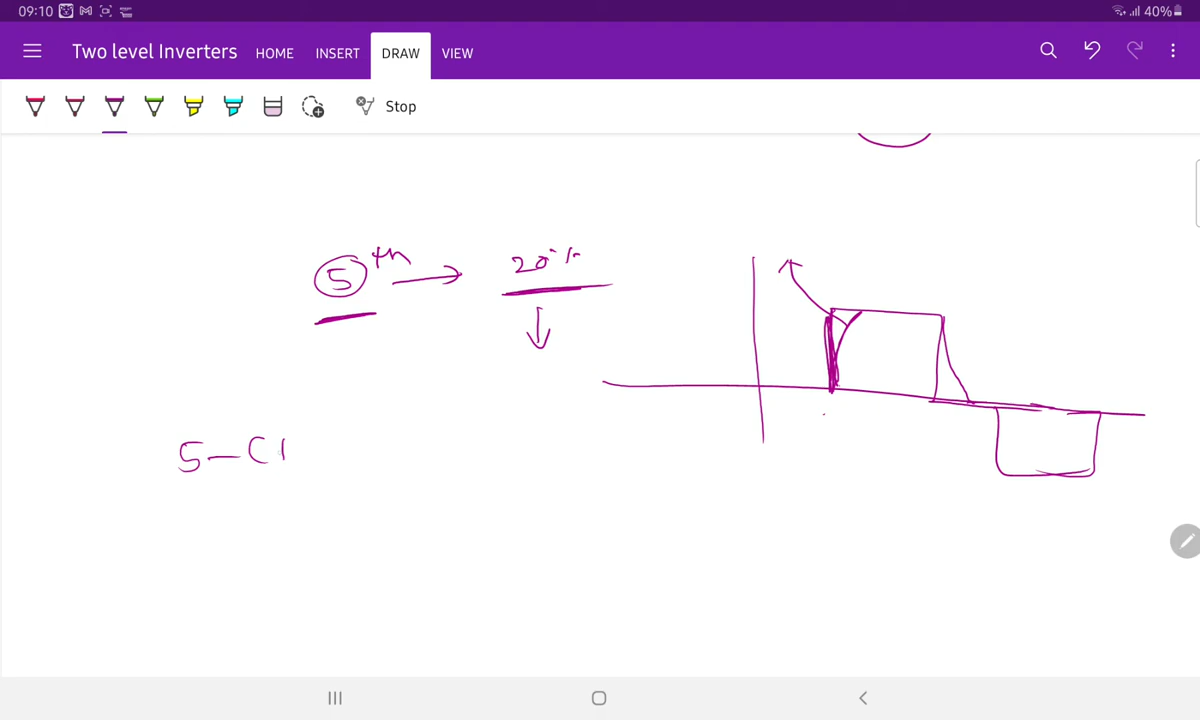 09:10 40%
Two level Inverters HOME INSERT DRAW VIEW
Stop
5th → 20%
5-C